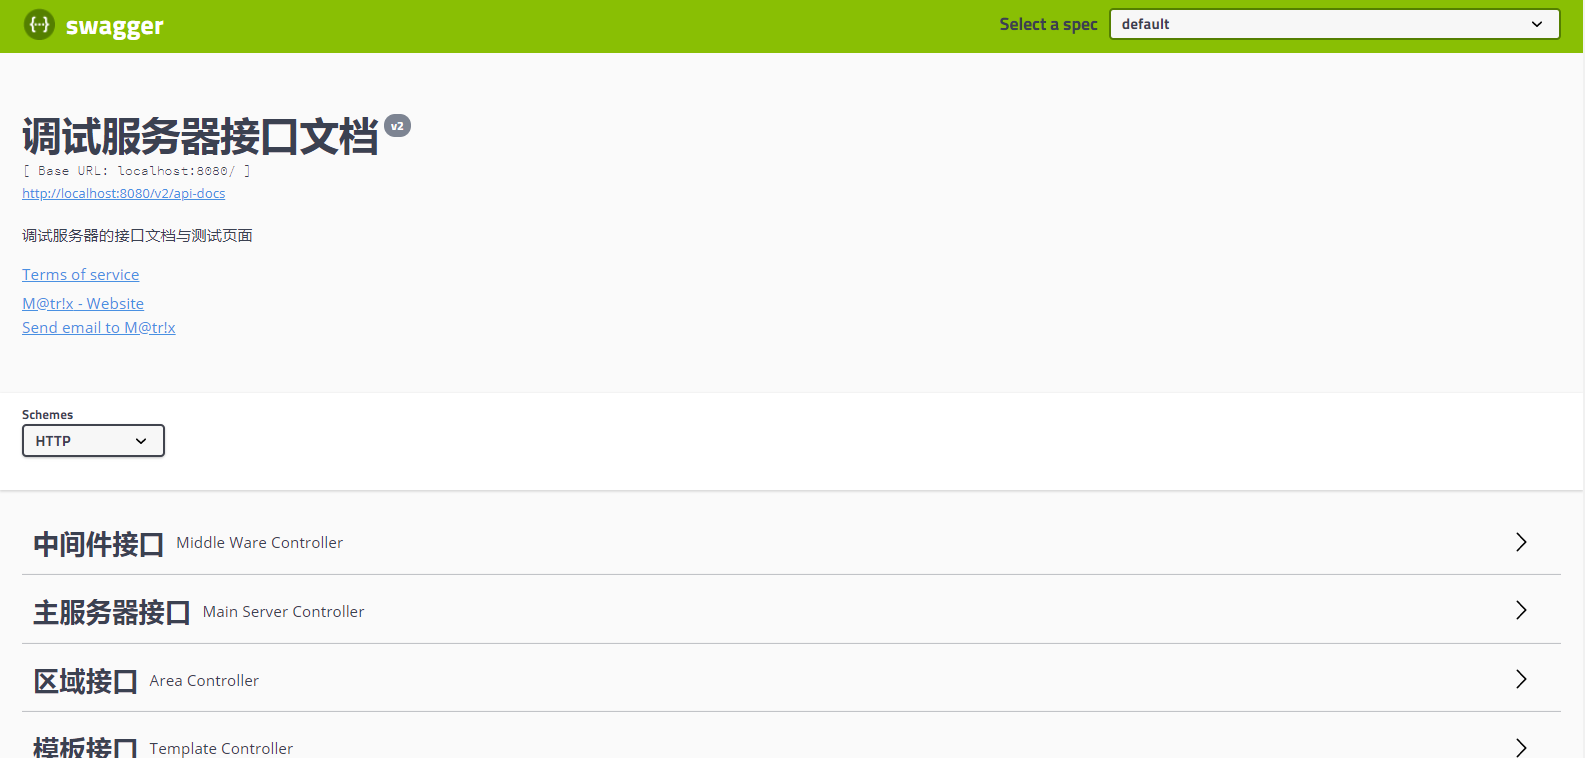 swagger
Select a spec
default
调试服务器接口文档 v2
[ Base URL: localhost:8080/ ]
http://localhost:8080/v2/api-docs
调试服务器的接口文档与测试页面
Terms of service
M@tr!x - Website
Send email to M@tr!x
Schemes
HTTP
中间件接口 Middle Ware Controller
主服务器接口 Main Server Controller
区域接口 Area Controller
模板接口 Template Controller